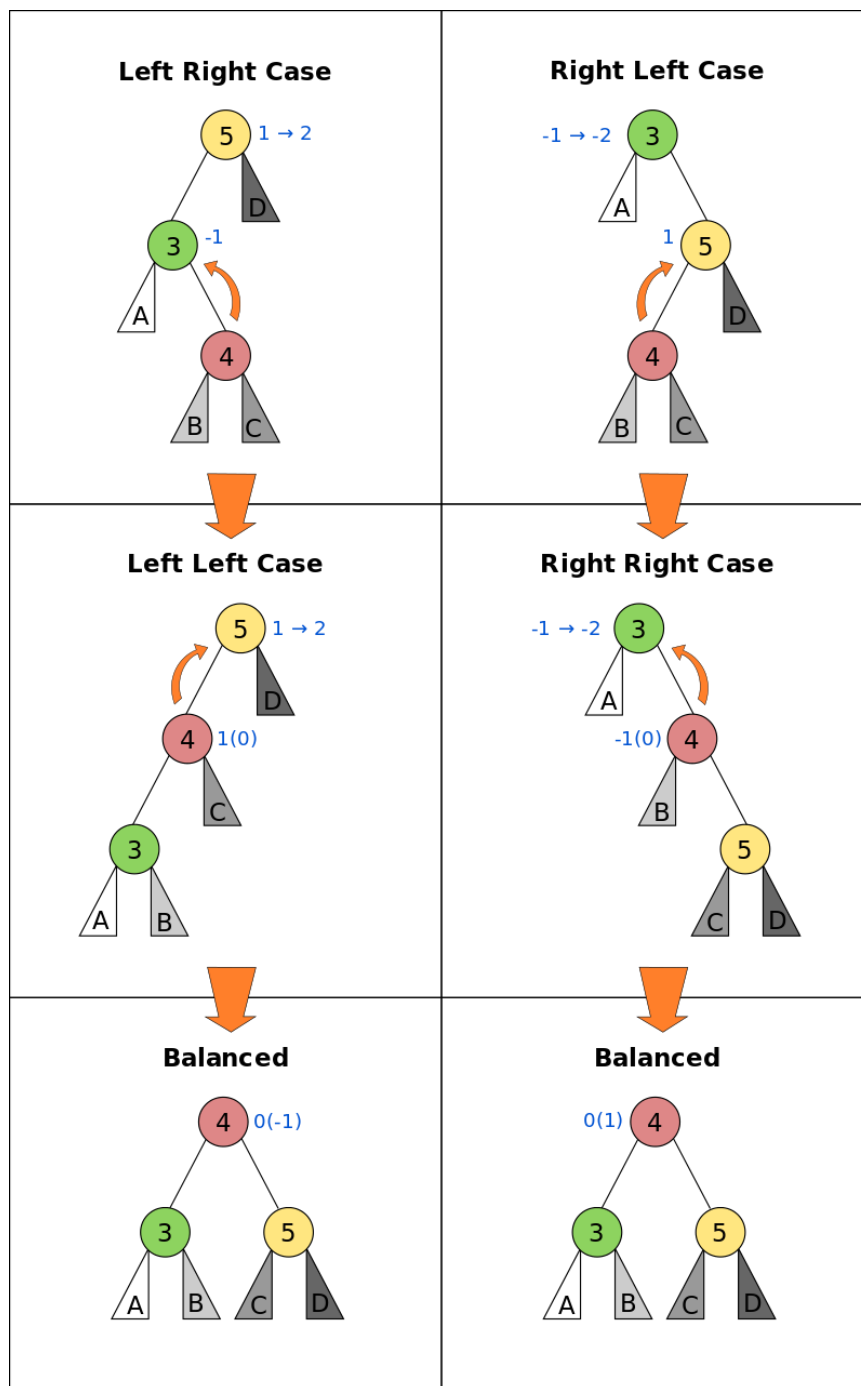 Left Right Case
5 1 → 2
D
3 -1
A
4
B C
Right Left Case
-1 → -2 3
A
1 5
D
4
B C
Left Left Case
5 1 → 2
D
4 1(0)
C
3
A B
Right Right Case
-1 → -2 3
A
-1(0) 4
B
5
C D
Balanced
4 0(-1)
3 5
A B C D
Balanced
0(1) 4
3 5
A B C D